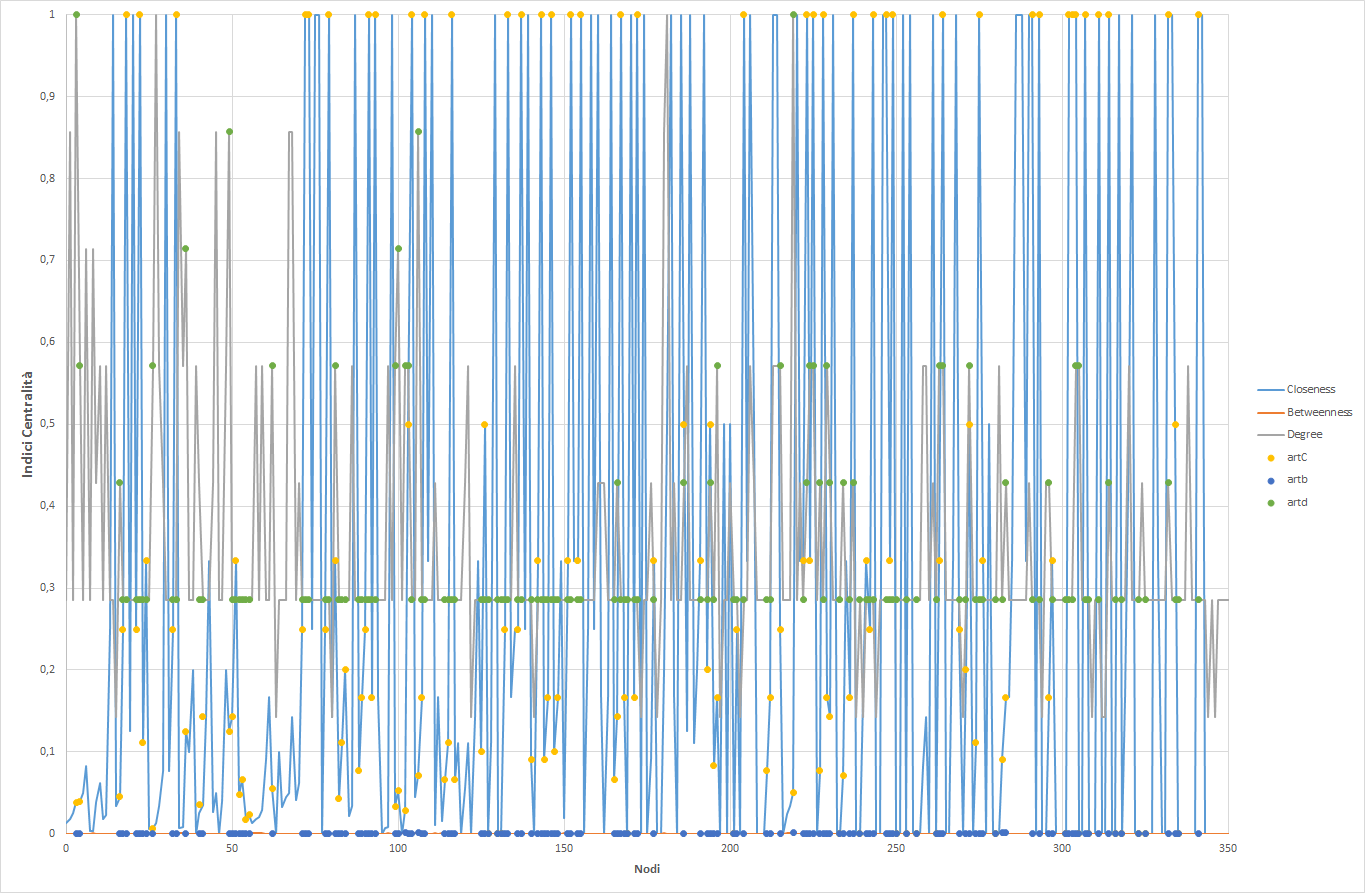 1
0,9
0,8
0,7
0,6
0,5
0,4
0,3
0,2
0,1
0
Indici Centralità
0 50 100 150 200 250 300 350
Nodi
Closeness
Betweenness
Degree
artC
artb
artd